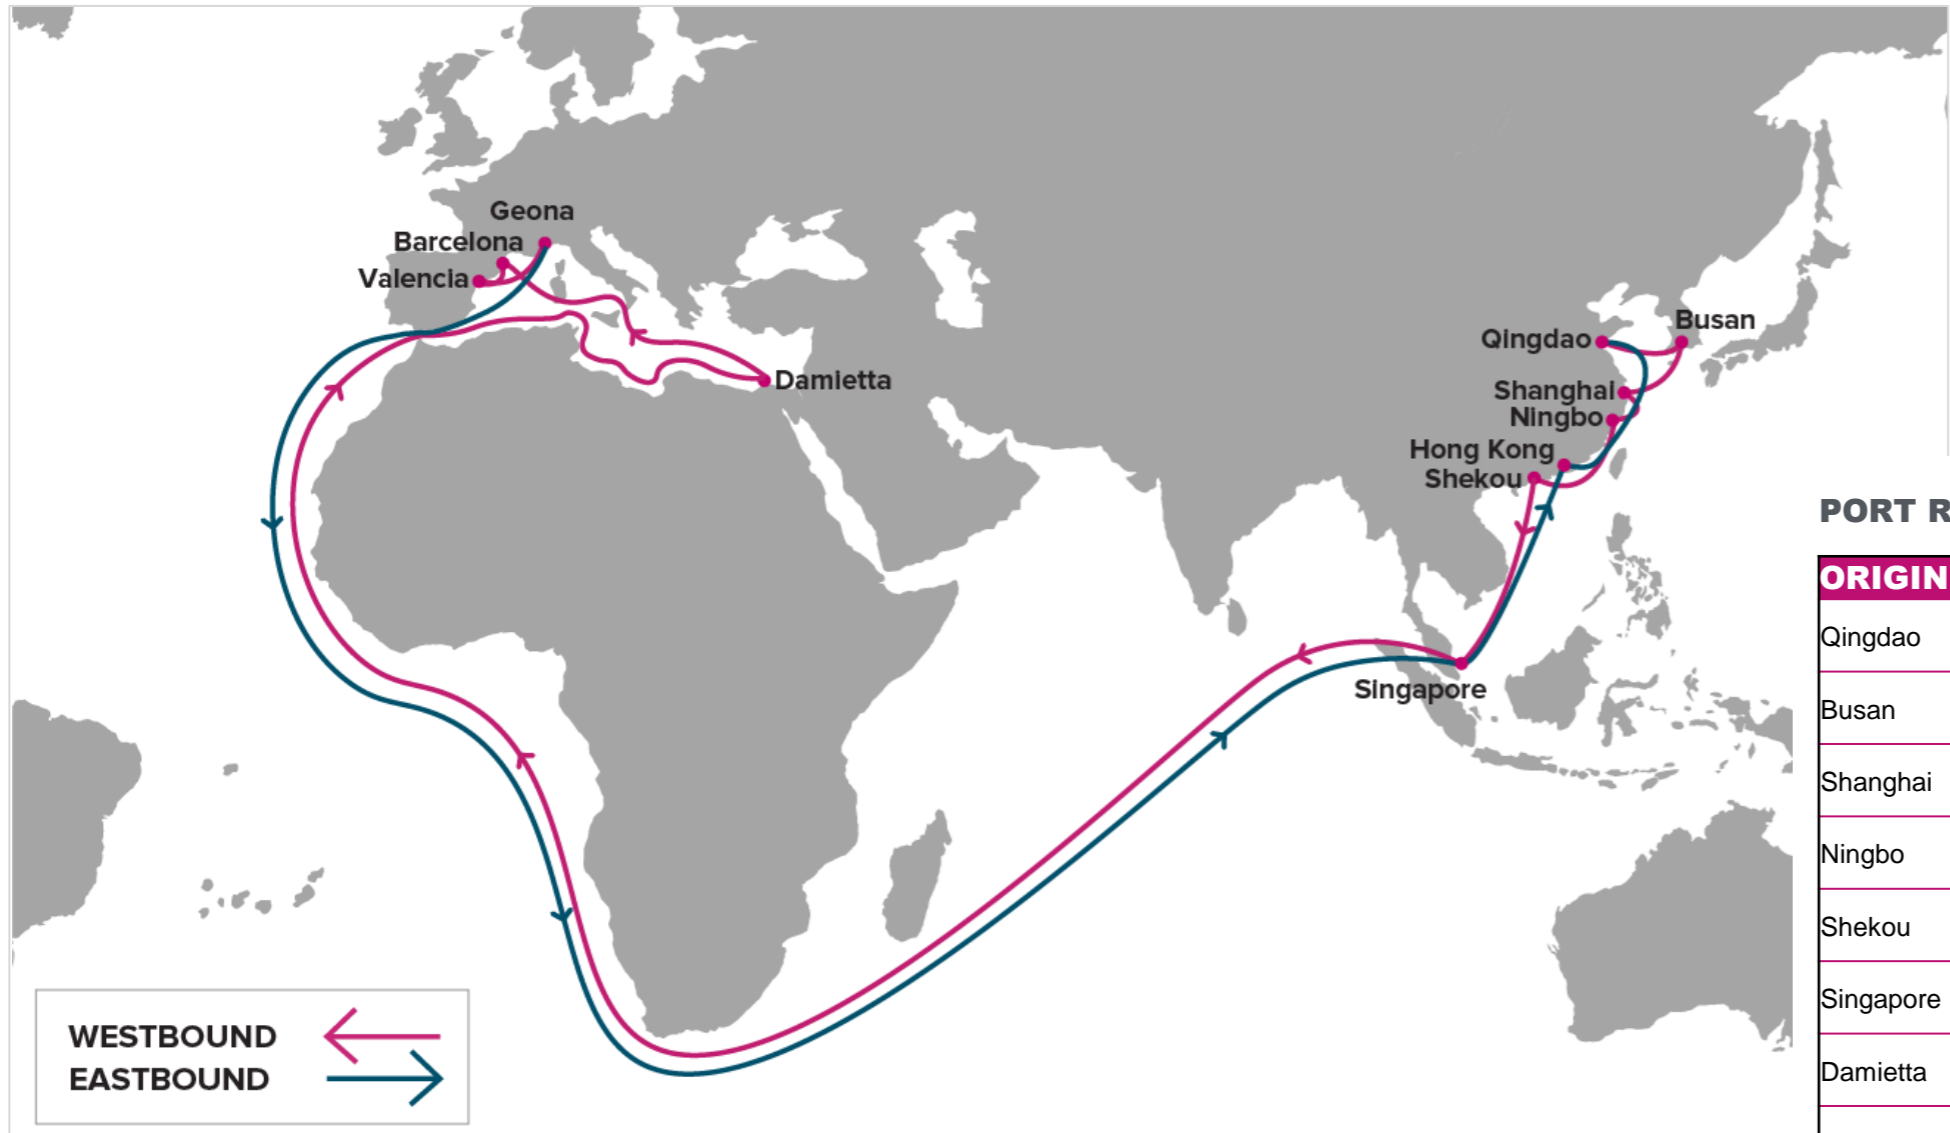 Geona
Barcelona
Valencia
Damietta
Busan
Qingdao
Shanghai
Ningbo
Hong Kong
Shekou
Singapore
WESTBOUND
EASTBOUND
PORT R
ORIGIN
Qingdao
Busan
Shanghai
Ningbo
Shekou
Singapore
Damietta